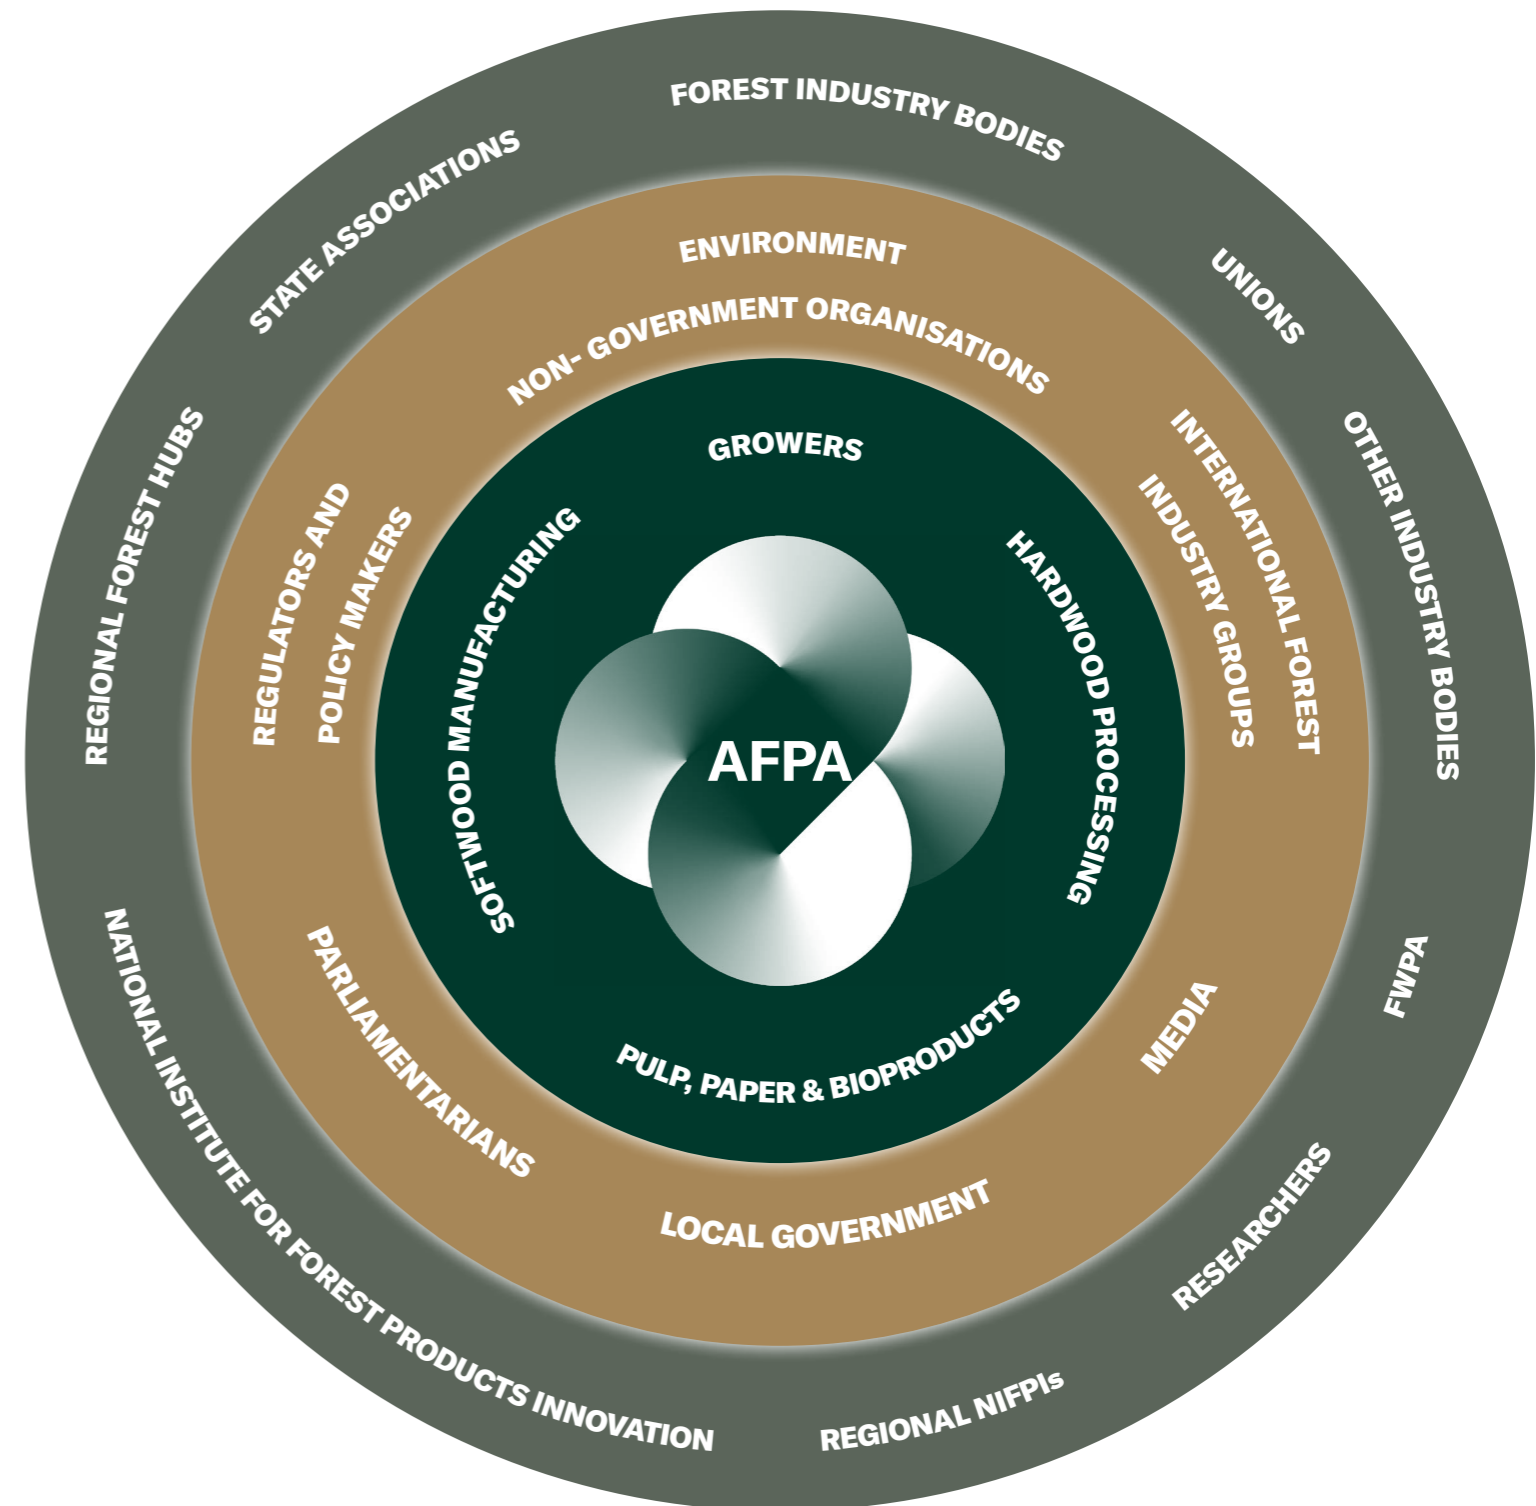 FOREST INDUSTRY BODIES
UNIONS
OTHER INDUSTRY BODIES
FWPA
RESEARCHERS
REGIONAL NIFPIs
NATIONAL INSTITUTE FOR FOREST PRODUCTS INNOVATION
REGIONAL FOREST HUBS
STATE ASSOCIATIONS
ENVIRONMENT
NON- GOVERNMENT ORGANISATIONS
INTERNATIONAL FOREST
INDUSTRY GROUPS
MEDIA
LOCAL GOVERNMENT
PARLIAMENTARIANS
REGULATORS AND
POLICY MAKERS
GROWERS
HARDWOOD PROCESSING
PULP, PAPER & BIOPRODUCTS
SOFTWOOD MANUFACTURING
AFPA